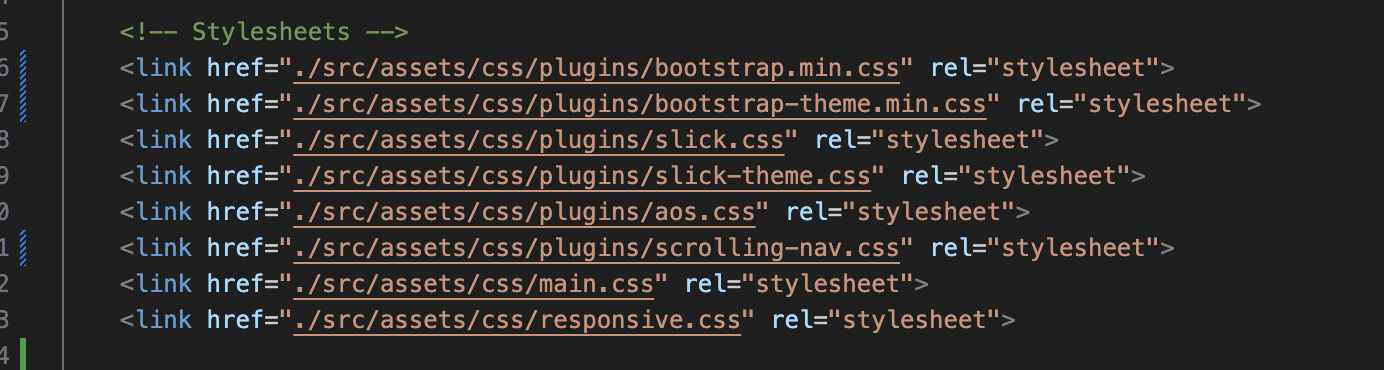 5 <!-- Stylesheets -->
6 <link href="./src/assets/css/plugins/bootstrap.min.css" rel="stylesheet">
7 <link href="./src/assets/css/plugins/bootstrap-theme.min.css" rel="stylesheet">
8 <link href="./src/assets/css/plugins/slick.css" rel="stylesheet">
9 <link href="./src/assets/css/plugins/slick-theme.css" rel="stylesheet">
0 <link href="./src/assets/css/plugins/aos.css" rel="stylesheet">
1 <link href="./src/assets/css/plugins/scrolling-nav.css" rel="stylesheet">
2 <link href="./src/assets/css/main.css" rel="stylesheet">
3 <link href="./src/assets/css/responsive.css" rel="stylesheet">
4